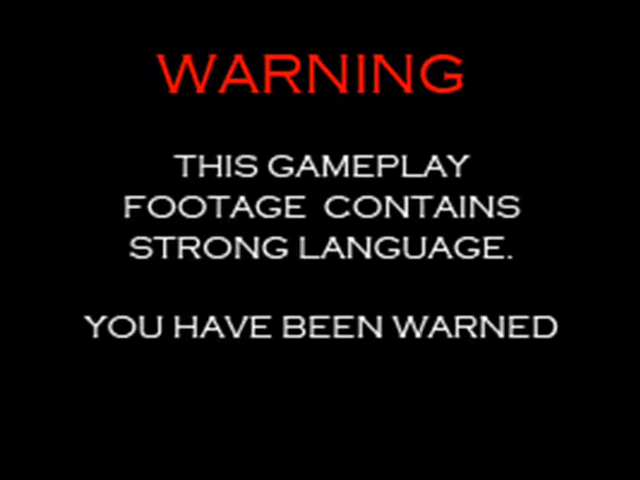 WARNING
THIS GAMEPLAY
FOOTAGE CONTAINS
STRONG LANGUAGE.
YOU HAVE BEEN WARNED